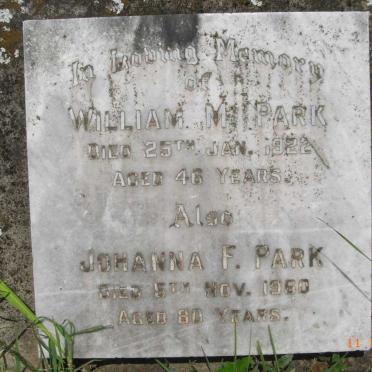 In Loving Memory
of
WILLIAM M. PARK
DIED 25TH JAN. 1922
AGED 46 YEARS.
Also
JOHANNA F. PARK
DIED 5TH NOV. 1960
AGED 80 YEARS.